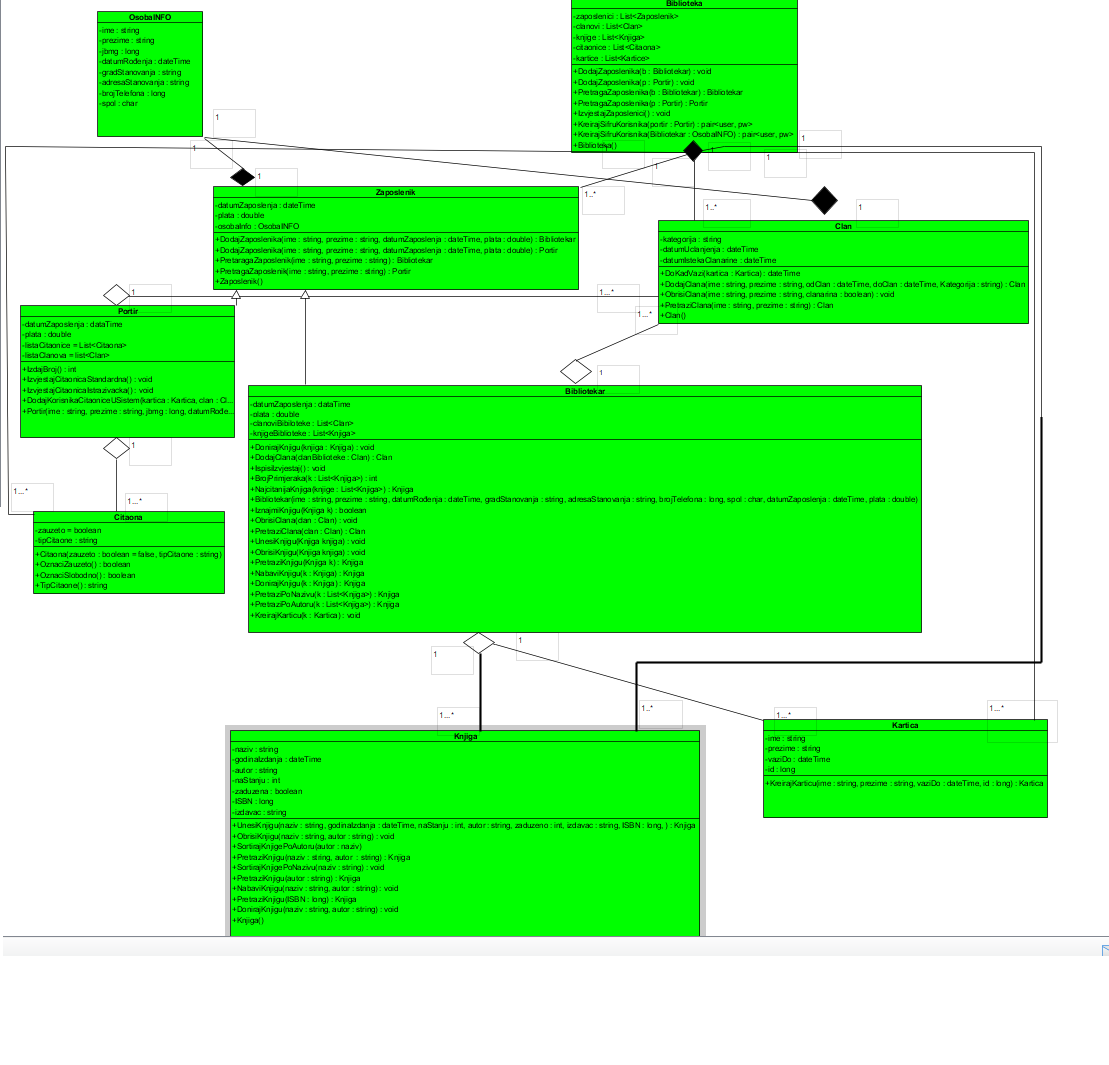 OsobaINFO
-ime : string
-prezime : string
-jbmg : long
-datumRođenja : dateTime
-gradStanovanja : string
-adresaStanovanja : string
-brojTelefona : long
-spol : char
1
1
1
Biblioteka
-zaposlenici : List<Zaposlenik>
-clanovi : List<Clan>
-knjige : List<Knjiga>
-citaonice : List<Citaona>
-kartice : List<Kartice>
+DodajZaposlenika(b : Bibliotekar) : void
+DodajZaposlenika(p : Portir) : void
+PretragaZaposlenika(b : Bibliotekar) : Bibliotekar
+PretragaZaposlenika(p : Portir) : Portir
+IzvjestajZaposlenici() : void
+KreirajSifruKorisnika(portir : Portir) : pair<user, pw>
+KreirajSifruKorisnika(Bibliotekar : OsobaINFO) : pair<user, pw>
+Biblioteka()
1
1
1
1
1..*
1..*
1
Zaposlenik
-datumZaposlenja : dateTime
-plata : double
-osobaInfo : OsobaINFO
+DodajZaposlenika(ime : string, prezime : string, datumZaposlenja : dateTime, plata : double) : Bibliotekar
+DodajZaposlenika(ime : string, prezime : string, datumZaposlenja : dateTime, plata : double) : Portir
+PretaragaZaposlenik(ime : string, prezime : string) : Bibliotekar
+PretragaZaposlenik(ime : string, prezime : string) : Portir
+Zaposlenik()
Clan
-kategorija : string
-datumUclanjenja : dateTime
-datumIstekaClanarine : dateTime
+DoKadVazi(kartica : Kartica) : dateTime
+DodajClana(ime : string, prezime : string, odClan : dateTime, doClan : dateTime, Kategorija : string) : Clan
+ObrisiClana(ime : string, prezime : string, clanarina : boolean) : void
+PretraziClana(ime : string, prezime : string) : Clan
+Clan()
1
1...*
1...*
Portir
-datumZaposlenja : dataTime
-plata : double
-listaCitaonice = List<Citaona>
-listaClanova = list<Clan>
+IzdajBroj() : int
+IzvjestajCitaonicaStandardna() : void
+IzvjestajCitaonicaIstrazivacka() : void
+DodajKorisnikaCitaoniceUSistem(kartica : Kartica, clan : Cl...
+Portir(ime : string, prezime : string, jbmg : long, datumRođe...
1
1
Bibliotekar
-datumZaposlenja : dataTime
-plata : double
-clanoviBibiloteke : List<Clan>
-knjigeBiblioteke : List<Knjiga>
+DonirajKnjigu(knjiga : Knjiga) : void
+DodajClana(clanBiblioteke : Clan) : Clan
+IspisiIzvjestaj() : void
+BrojPrimjeraka(k : List<Knjiga>) : int
+NajcitanijaKnjiga(knjige : List<Knjiga>) : Knjiga
+Bibliotekar(ime : string, prezime : string, datumRođenja : dateTime, gradStanovanja : string, adresaStanovanja : string, brojTelefona : long, spol : char, datumZaposlenja : dateTime, plata : double)
+IznajmiKnjigu(Knjiga k) : boolean
+ObrisiClana(clan : Clan) : void
+PretraziClana(clan : Clan) : Clan
+UnesiKnjigu(Knjiga knjiga) : void
+ObrisiKnjigu(Knjiga knjiga) : void
+PretraziKnjigu(Knjiga k) : Knjiga
+NabaviKnjigu(k : Knjiga) : Knjiga
+DonirajKnjigu(k : Knjiga) : Knjiga
+PretraziPoNazivu(k : List<Knjiga>) : Knjiga
+PretraziPoAutoru(k : List<Knjiga>) : Knjiga
+KreirajKarticu(k : Kartica) : void
1...*
1...*
Citaona
-zauzeto = boolean
-tipCitaone : string
+Citaona(zauzeto : boolean = false, tipCitaone : string)
+OznaciZauzeto() : boolean
+OznaciSlobodno() : boolean
+TipCitaone() : string
1
1
1...*
1...*
1...*
1...*
Knjiga
-naziv : string
-godinaIzdanja : dateTime
-autor : string
-naStanju : int
-zaduzena : boolean
-ISBN : long
-izdavac : string
+UnesiKnjigu(naziv : string, godinaIzdanja : dateTime, naStanju : int, autor : string, zaduzeno : int, izdavac : string, ISBN : long, ) : Knjiga
+ObrisiKnjigu(naziv : string, autor : string) : void
+SortirajKnjigePoAutoru(autor : naziv)
+PretraziKnjigu(naziv : string, autor : string) : Knjiga
+SortirajKnjigePoNazivu(naziv : string) : void
+PretraziKnjigu(autor : string) : Knjiga
+NabaviKnjigu(naziv : string, autor : string) : void
+PretraziKnjigu(ISBN : long) : Knjiga
+DonirajKnjigu(naziv : string, autor : string) : void
+Knjiga()
Kartica
-ime : string
-prezime : string
-vaziDo : dateTime
-id : long
+KreirajKarticu(ime : string, prezime : string, vaziDo : dateTime, id : long) : Kartica